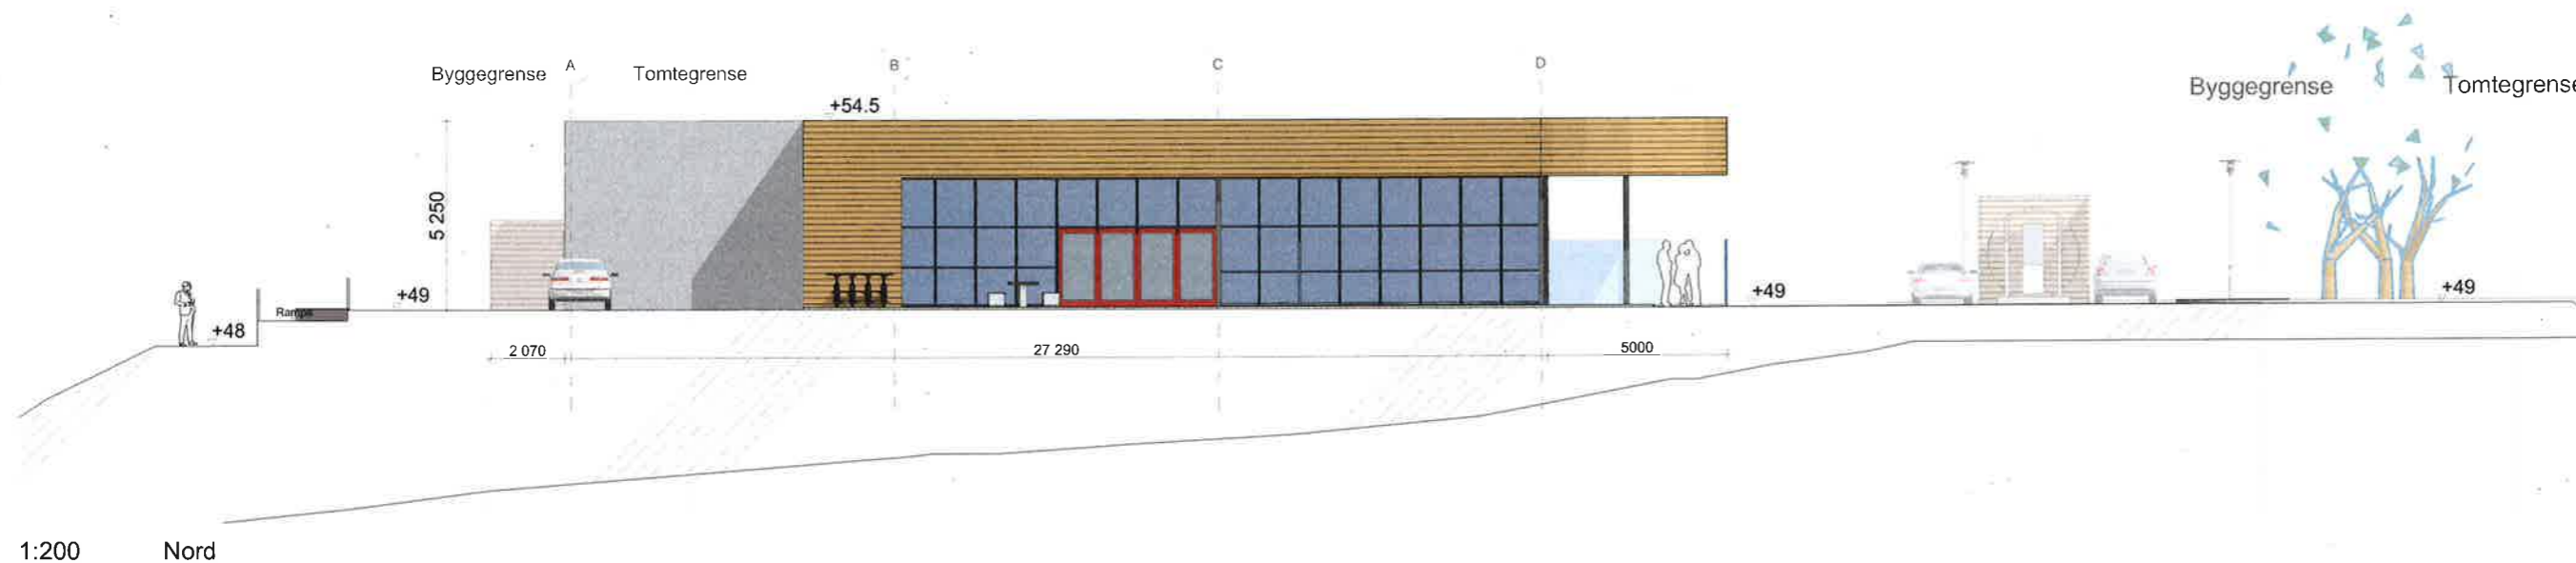 Byggegrense A Tomtegrense B C D
Byggegrense Tomtegrense
+54.5
5 250
+49
+49
+49
Rampe
+48
2 070 27 290 5000
1:200 Nord